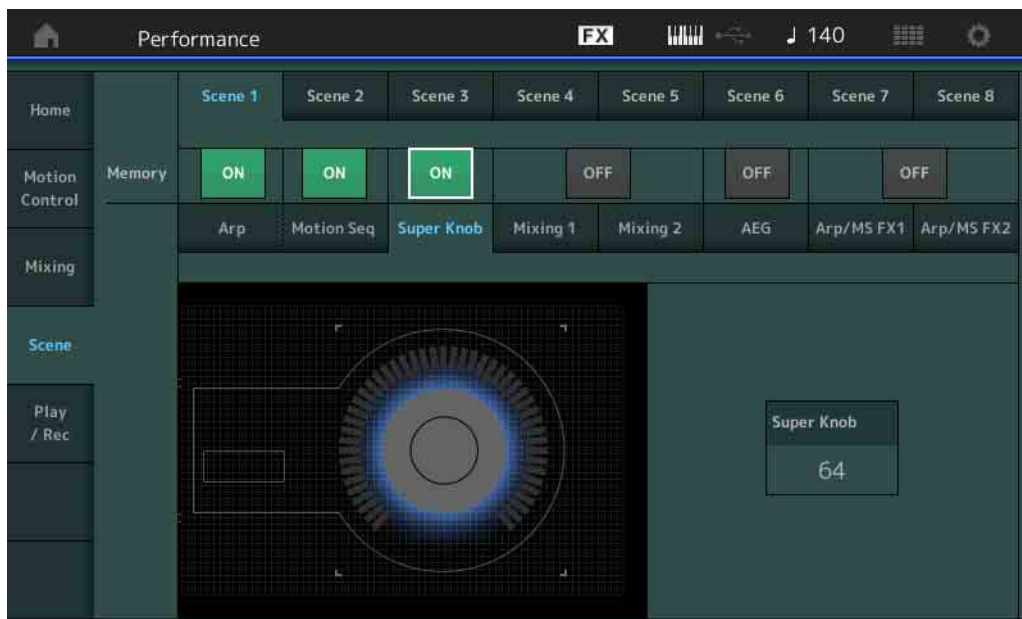 Performance FX 140
Scene 1 Scene 2 Scene 3 Scene 4 Scene 5 Scene 6 Scene 7 Scene 8
Home
Motion
Control
Memory ON ON ON OFF OFF OFF
Arp Motion Seq Super Knob Mixing 1 Mixing 2 AEG Arp/MS FX1 Arp/MS FX2
Mixing
Scene
Play
/ Rec
Super Knob
64